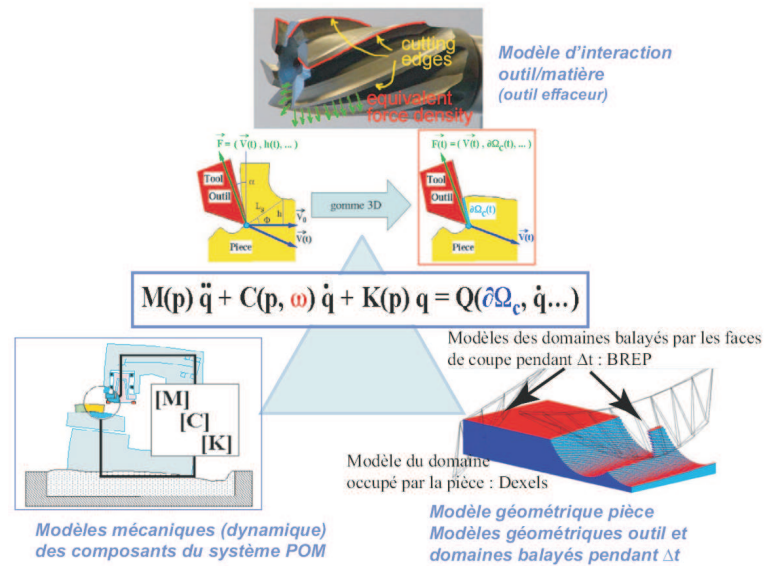 cutting
edges
equivalent
force density
Modèle d'interaction
outil/matière
(outil effaceur)
F = ( V(t) , h(t), ... )
Tool
Outil
α
L
h
Φ
V₀
V(t)
Piece
gomme 3D
F(t) = ( V(t) , ∂Ωc(t), ... )
Tool
Outil
∂Ωc(t)
V(t)
Piece
M(p) q̈ + C(p, ω) q̇ + K(p) q = Q(∂Ωc, q̇...)
[M]
[C]
[K]
Modèles mécaniques (dynamique)
des composants du système POM
Modèles des domaines balayés par les faces
de coupe pendant Δt : BREP
Modèle du domaine
occupé par la pièce : Dexels
Modèle géométrique pièce
Modèles géométriques outil et
domaines balayés pendant Δt